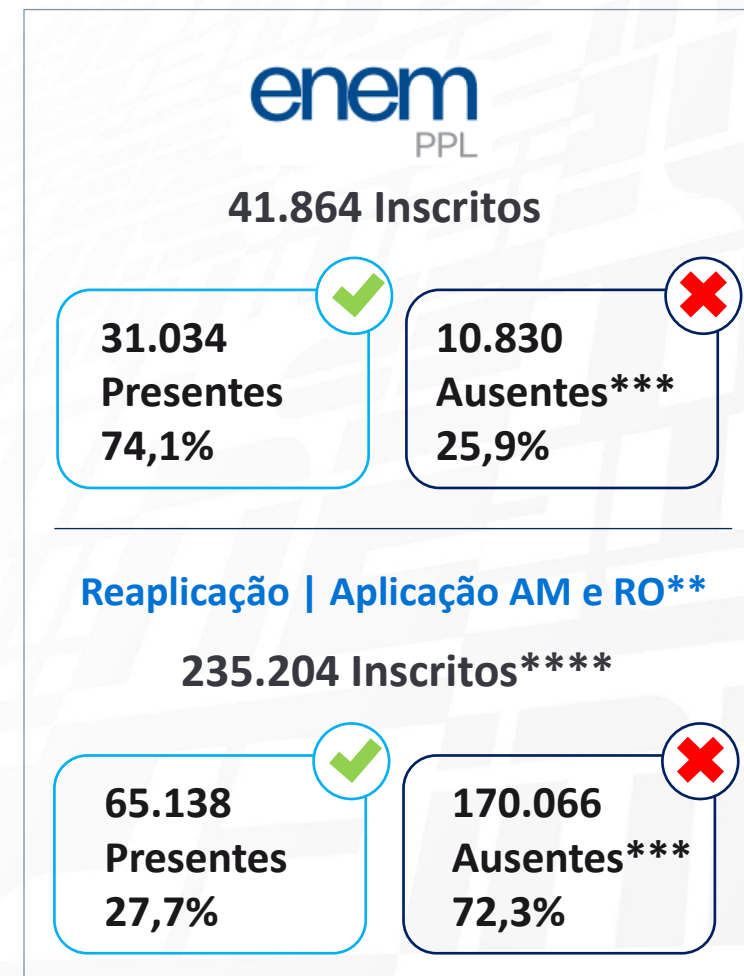 enem
PPL
41.864 Inscritos
31.034
Presentes
74,1%
10.830
Ausentes***
25,9%
Reaplicação | Aplicação AM e RO**
235.204 Inscritos****
65.138
Presentes
27,7%
170.066
Ausentes***
72,3%